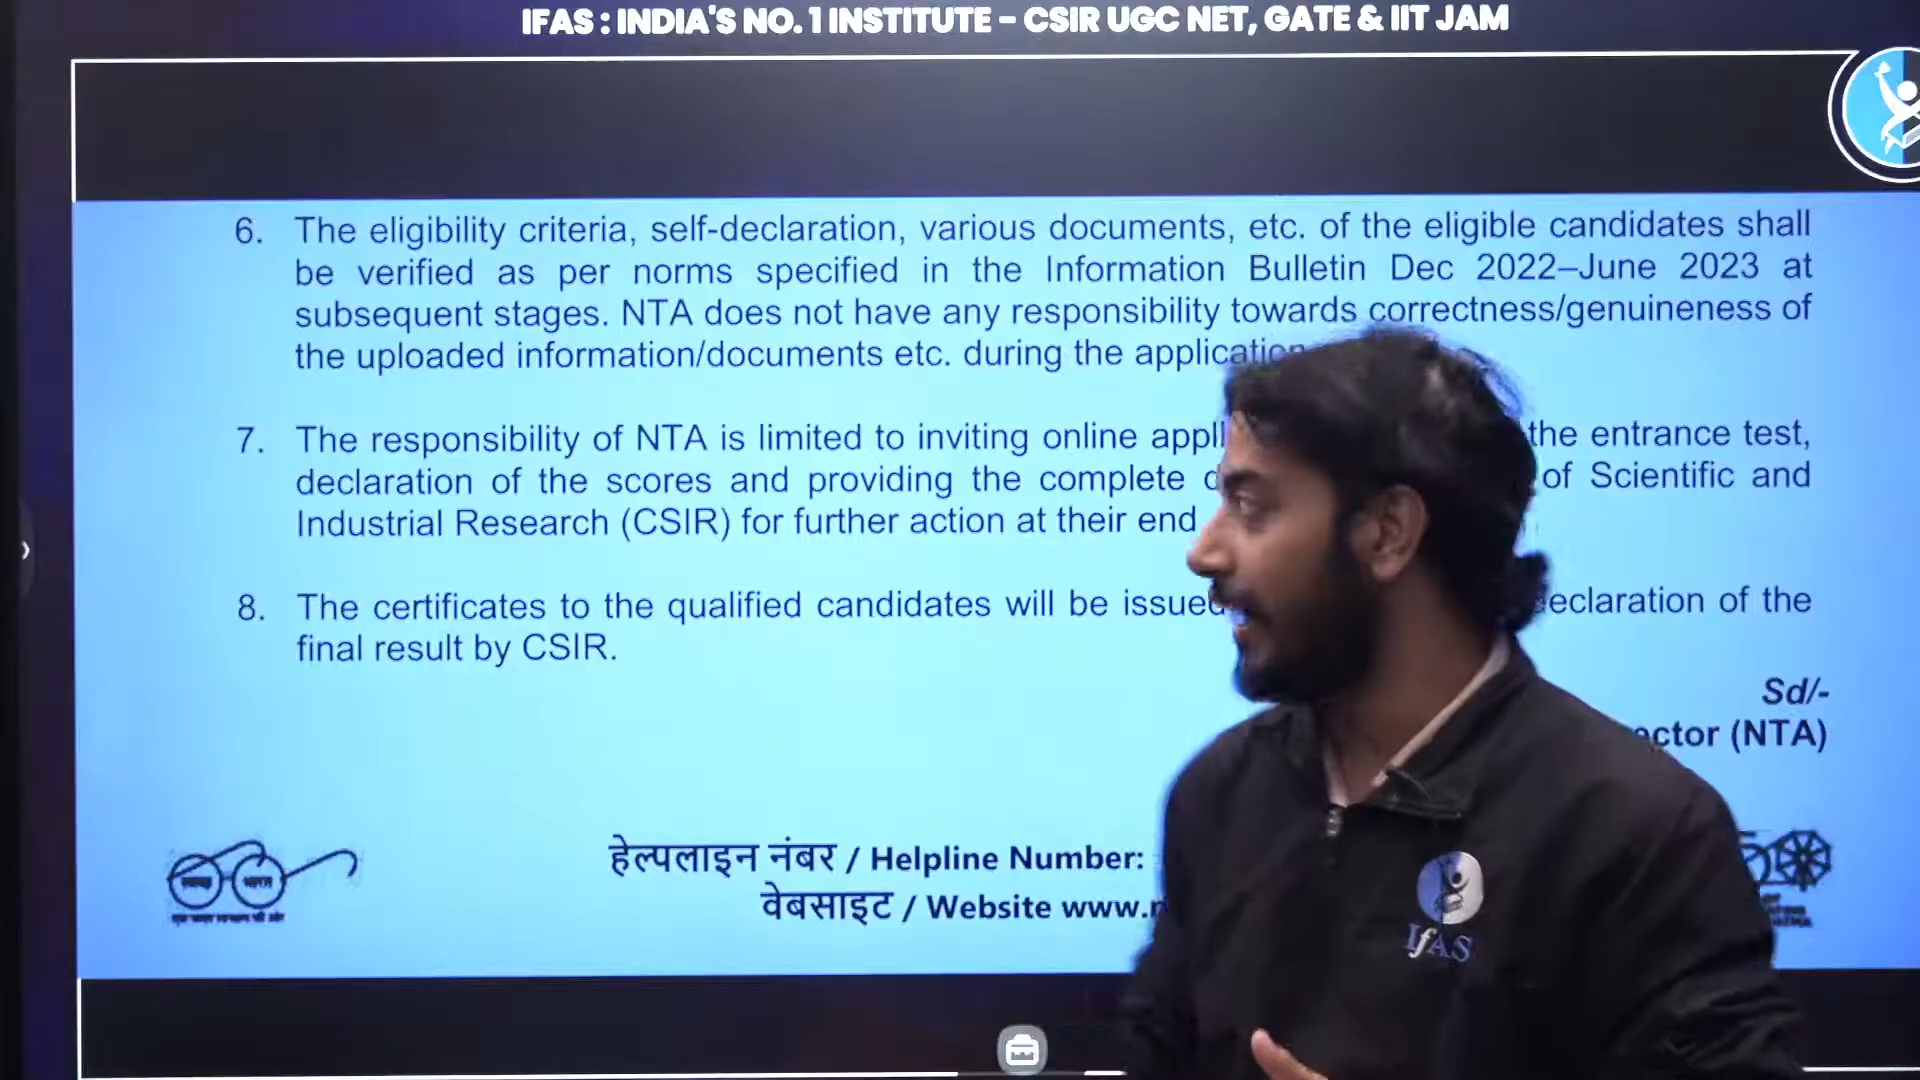 IFAS : INDIA'S NO. 1 INSTITUTE - CSIR UGC NET, GATE & IIT JAM
6. The eligibility criteria, self-declaration, various documents, etc. of the eligible candidates shall
be verified as per norms specified in the Information Bulletin Dec 2022–June 2023 at
subsequent stages. NTA does not have any responsibility towards correctness/genuineness of
the uploaded information/documents etc. during the application
7. The responsibility of NTA is limited to inviting online the entrance test,
declaration of the scores and providing the complete of Scientific and
Industrial Research (CSIR) for further action at their end
8. The certificates to the qualified candidates will be issued eclaration of the
final result by CSIR.
Sd/-
ector (NTA)
हेल्पलाइन नंबर / Helpline Number:
वेबसाइट / Website www.
IfAS